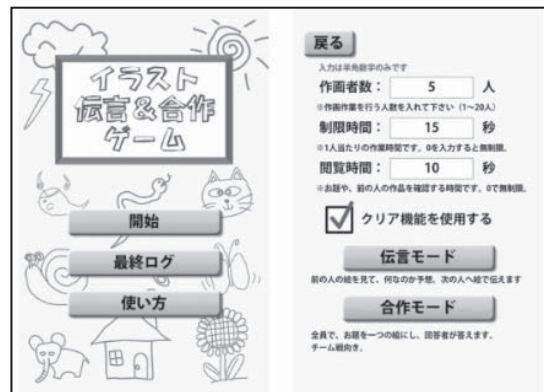 イラスト
伝言&合作
ゲーム
開始
最終ログ
使い方
戻る
入力は半角数字のみです
作画者数： 5 人
※作画作業を行う人数を入れて下さい（1〜20人）
制限時間： 15 秒
※1人当たりの作業時間です。0を入力すると無制限。
閲覧時間： 10 秒
※お題や、前の人の作品を確認する時間です。0で無制限。
クリア機能を使用する
伝言モード
前の人の絵を見て、何なのか予想。次の人へ絵で伝えます
合作モード
全員で、お題を一つの絵にし、回答者が答えます。
チーム戦向き。